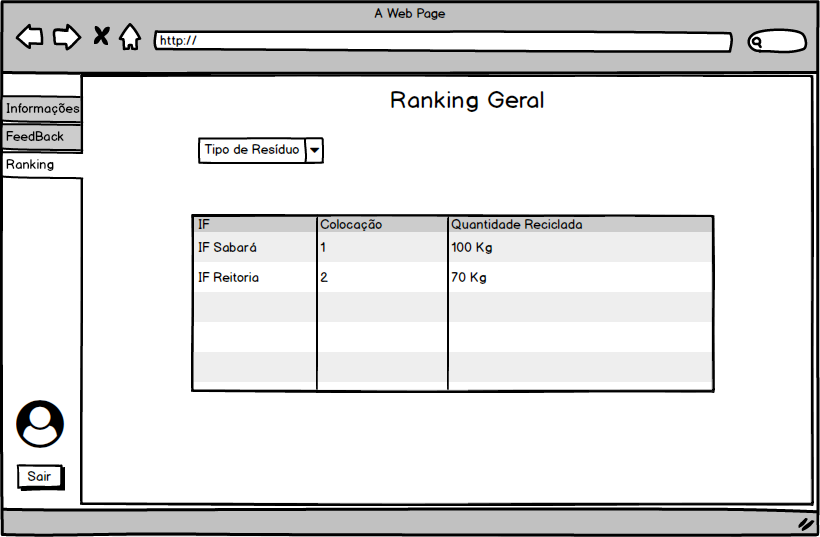 A Web Page
http://
Informações
FeedBack
Ranking
Sair
Ranking Geral
Tipo de Resíduo
IF Colocação Quantidade Reciclada
IF Sabará 1 100 Kg
IF Reitoria 2 70 Kg